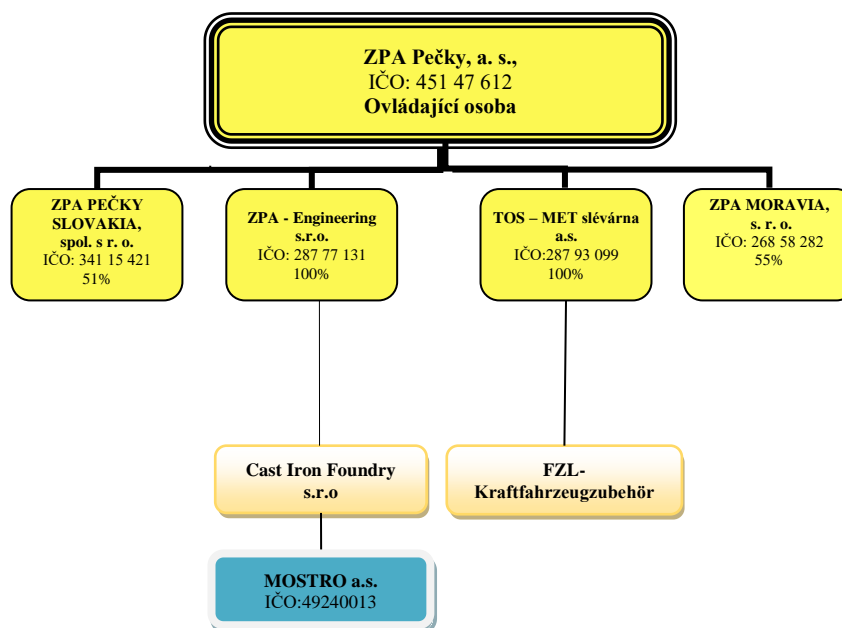 ZPA Pečky, a. s.,
IČO: 451 47 612
Ovládající osoba
ZPA PEČKY
SLOVAKIA,
spol. s r. o.
IČO: 341 15 421
51%
ZPA - Engineering
s.r.o.
IČO: 287 77 131
100%
TOS – MET slévárna
a.s.
IČO:287 93 099
100%
ZPA MORAVIA,
s. r. o.
IČO: 268 58 282
55%
Cast Iron Foundry
s.r.o
FZL-
Kraftfahrzeugzubehör
MOSTRO a.s.
IČO:49240013